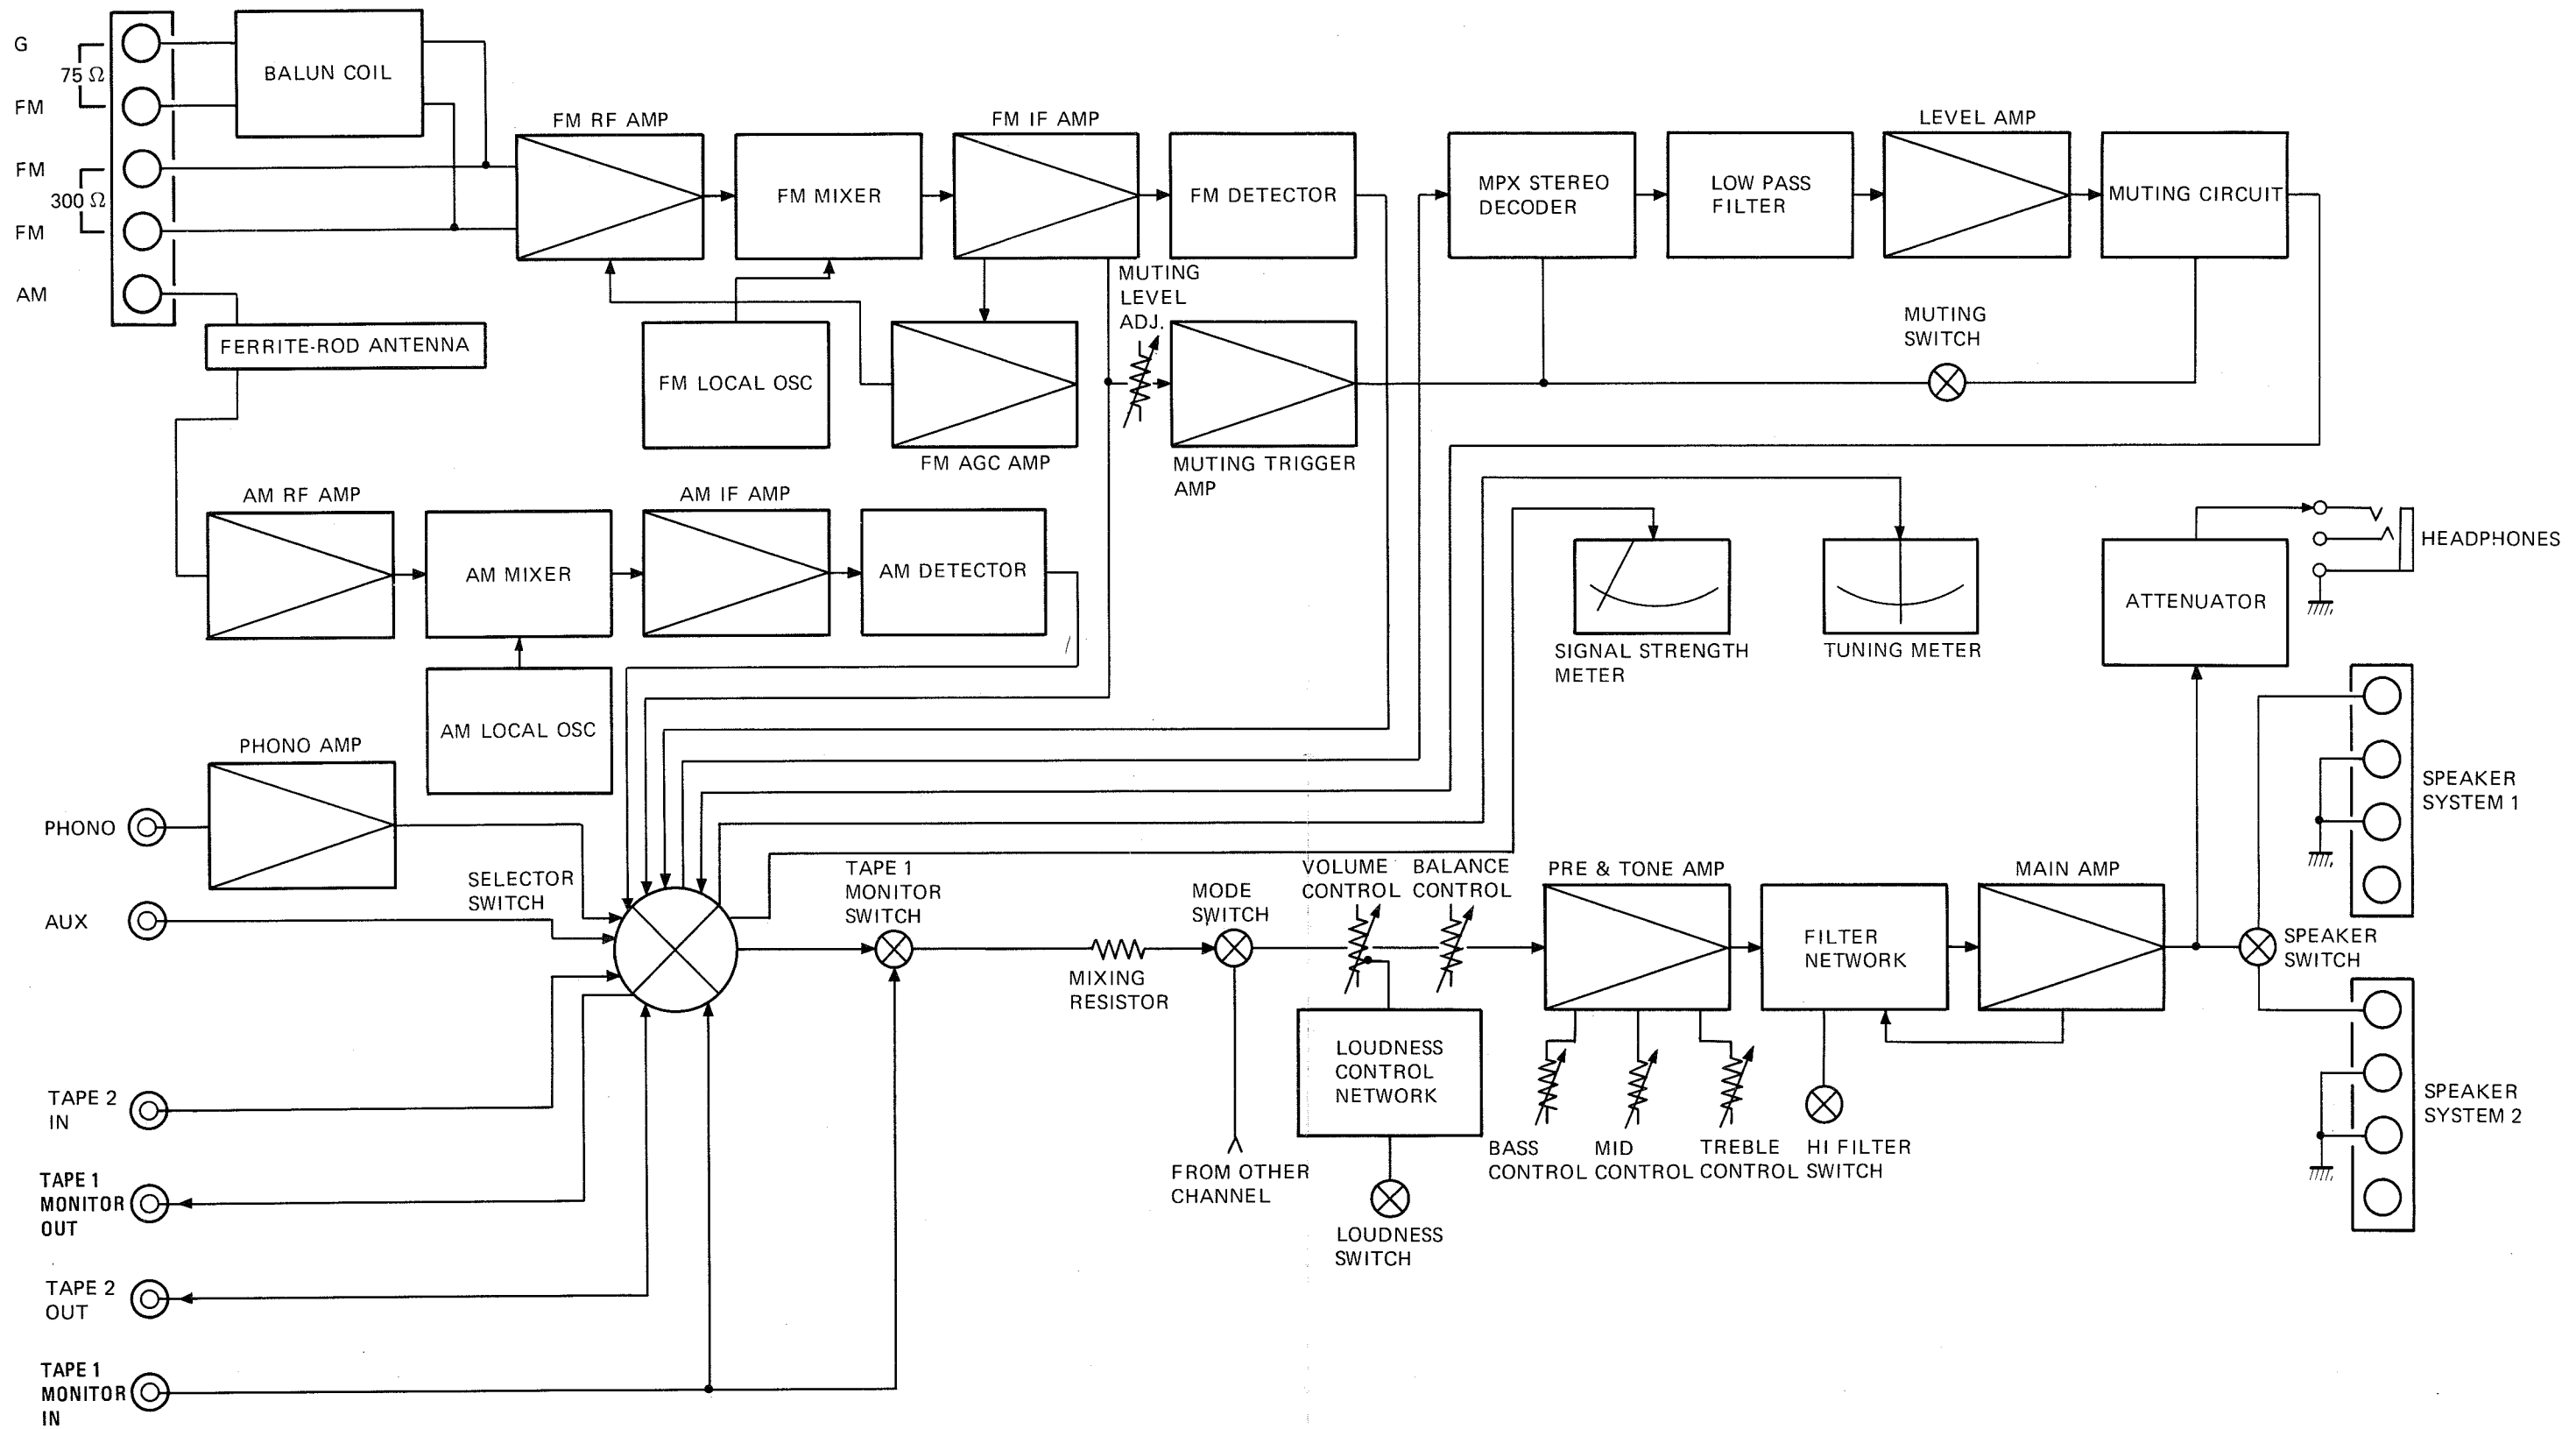 G
75 Ω
FM
FM
300 Ω
FM
AM
BALUN COIL
FERRITE-ROD ANTENNA
FM RF AMP
FM MIXER
FM IF AMP
FM DETECTOR
MPX STEREO
DECODER
LOW PASS
FILTER
LEVEL AMP
MUTING CIRCUIT
FM LOCAL OSC
FM AGC AMP
MUTING
LEVEL
ADJ.
MUTING TRIGGER
AMP
MUTING
SWITCH
AM RF AMP
AM MIXER
AM IF AMP
AM DETECTOR
AM LOCAL OSC
SIGNAL STRENGTH
METER
TUNING METER
ATTENUATOR
HEADPHONES
PHONO AMP
PHONO
AUX
SELECTOR
SWITCH
TAPE 1
MONITOR
SWITCH
MIXING
RESISTOR
MODE
SWITCH
VOLUME
CONTROL
BALANCE
CONTROL
PRE & TONE AMP
FILTER
NETWORK
MAIN AMP
SPEAKER
SWITCH
SPEAKER
SYSTEM 1
SPEAKER
SYSTEM 2
LOUDNESS
CONTROL
NETWORK
LOUDNESS
SWITCH
FROM OTHER
CHANNEL
BASS
CONTROL
MID
CONTROL
TREBLE
CONTROL
HI FILTER
SWITCH
TAPE 2
IN
TAPE 1
MONITOR
OUT
TAPE 2
OUT
TAPE 1
MONITOR
IN